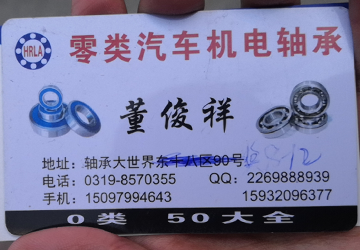 HRLA
零类汽车机电轴承
董俊祥
地址：轴承大世界东十八区90号
电话：0319-8570355 QQ：2269888939
手机：15097994643 15932096377
0类 50大全